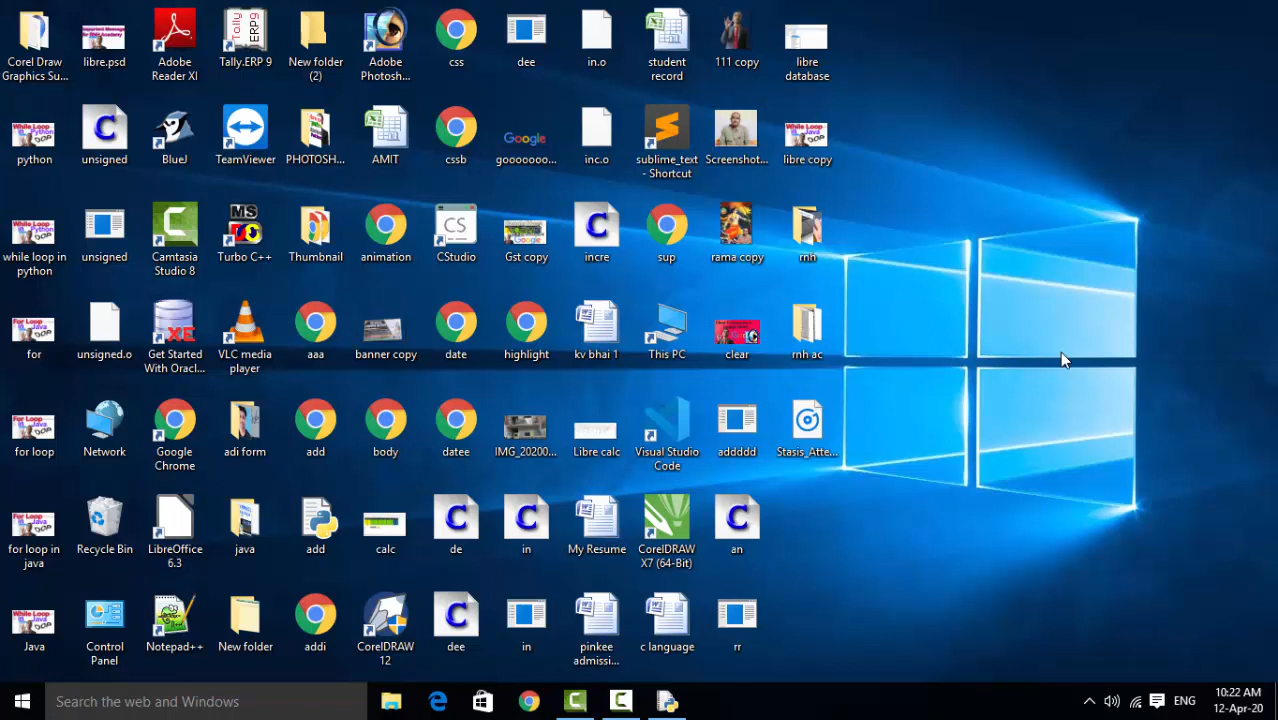 Corel Draw
Graphics Su...
libre.psd
Adobe
Reader XI
Tally.ERP 9
New folder
(2)
Adobe
Photosh...
css
dee
in.o
student
record
111 copy
libre
database
python
unsigned
BlueJ
TeamViewer
PHOTOSH...
AMIT
cssb
Google
gooooooo...
inc.o
sublime_text
- Shortcut
Screenshot...
libre copy
while loop in
python
unsigned
Camtasia
Studio 8
Turbo C++
Thumbnail
animation
CStudio
Gst copy
incre
sup
rama copy
rnh
for
unsigned.o
Get Started
With Oracl...
VLC media
player
aaa
banner copy
date
highlight
kv bhai 1
This PC
clear
rnh ac
for loop
Network
Google
Chrome
adi form
add
body
datee
IMG_20200...
Libre calc
Visual Studio
Code
addddd
Stasis_Atte...
for loop in
java
Recycle Bin
LibreOffice
6.3
java
add
calc
de
in
My Resume
CorelDRAW
X7 (64-Bit)
an
Java
Control
Panel
Notepad++
New folder
addi
CorelDRAW
12
dee
in
pinkee
admissi...
c language
rr
Search the web and Windows
ENG
10:22 AM
12-Apr-20